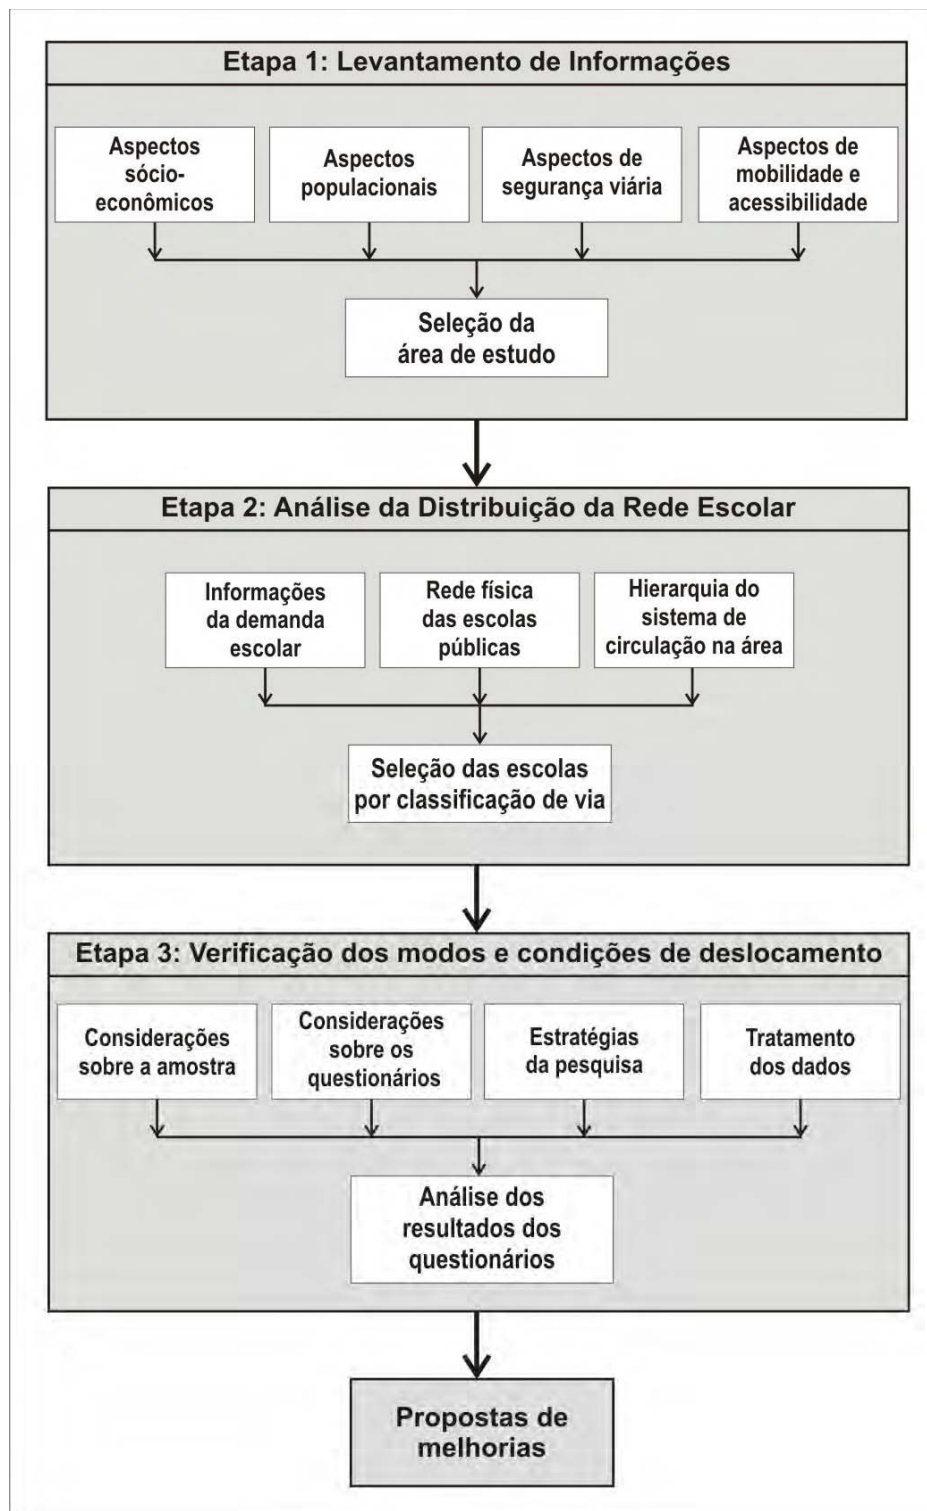 Etapa 1: Levantamento de Informações
Aspectos
sócio-
econômicos
Aspectos
populacionais
Aspectos de
segurança viária
Aspectos de
mobilidade e
acessibilidade
Seleção da
área de estudo
Etapa 2: Análise da Distribuição da Rede Escolar
Informações
da demanda
escolar
Rede física
das escolas
públicas
Hierarquia do
sistema de
circulação na área
Seleção das escolas
por classificação de via
Etapa 3: Verificação dos modos e condições de deslocamento
Considerações
sobre a amostra
Considerações
sobre os
questionários
Estratégias
da pesquisa
Tratamento
dos dados
Análise dos
resultados dos
questionários
Propostas de
melhorias